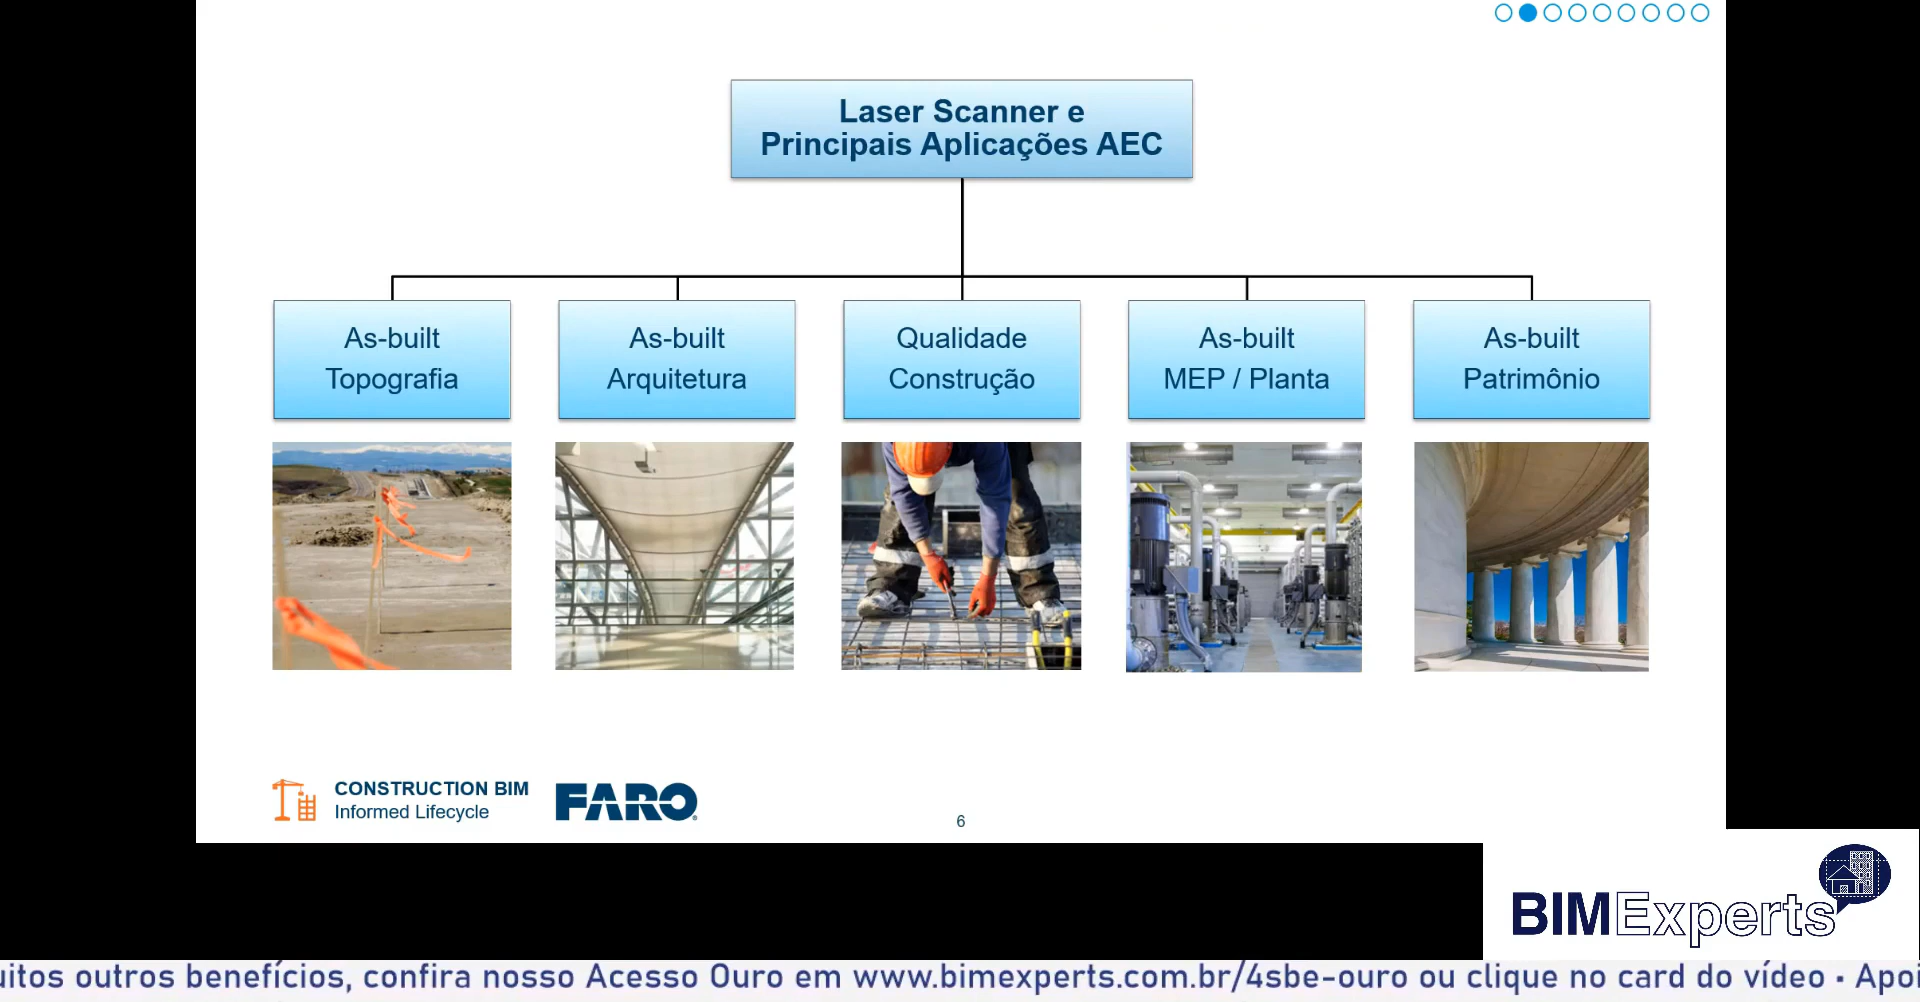 Laser Scanner e
Principais Aplicações AEC
As-built
Topografia
As-built
Arquitetura
Qualidade
Construção
As-built
MEP / Planta
As-built
Patrimônio
CONSTRUCTION BIM
Informed Lifecycle
FARO
6
BIMExperts
outros benefícios, confira nosso Acesso Ouro em www.bimexperts.com.br/4sbe-ouro ou clique no card do vídeo •